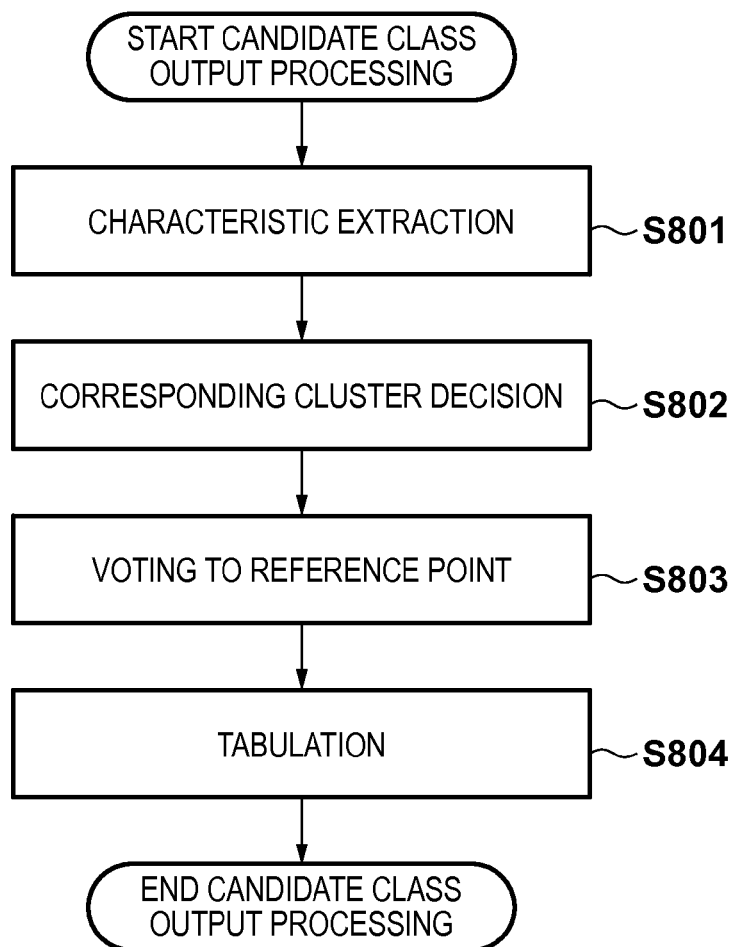 START CANDIDATE CLASS
OUTPUT PROCESSING
CHARACTERISTIC EXTRACTION
S801
CORRESPONDING CLUSTER DECISION
S802
VOTING TO REFERENCE POINT
S803
TABULATION
S804
END CANDIDATE CLASS
OUTPUT PROCESSING